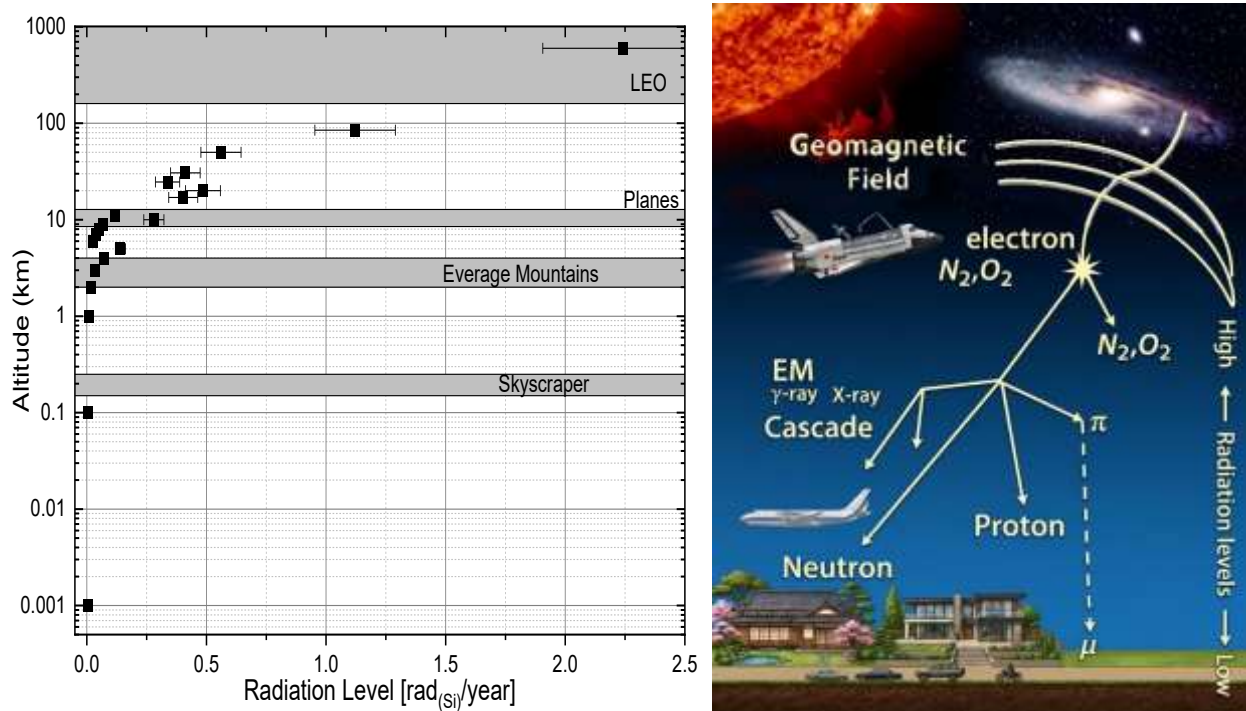 1000
100
10
1
0.1
0.01
0.001
Altitude (km)
LEO
Planes
Everage Mountains
Skyscraper
0.0 0.5 1.0 1.5 2.0 2.5
Radiation Level [rad(Si)/year]
Geomagnetic
Field
electron
N2,O2
N2,O2
EM
γ-ray X-ray
Cascade
π
Proton
Neutron
μ
High
Radiation levels
Low